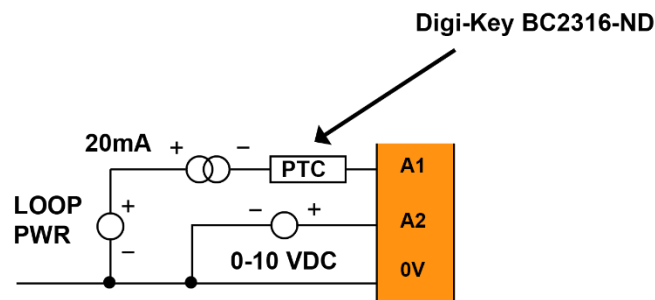 Digi-Key BC2316-ND
20mA
+
−
PTC
A1
LOOP
PWR
+
−
−
+
A2
0-10 VDC
0V